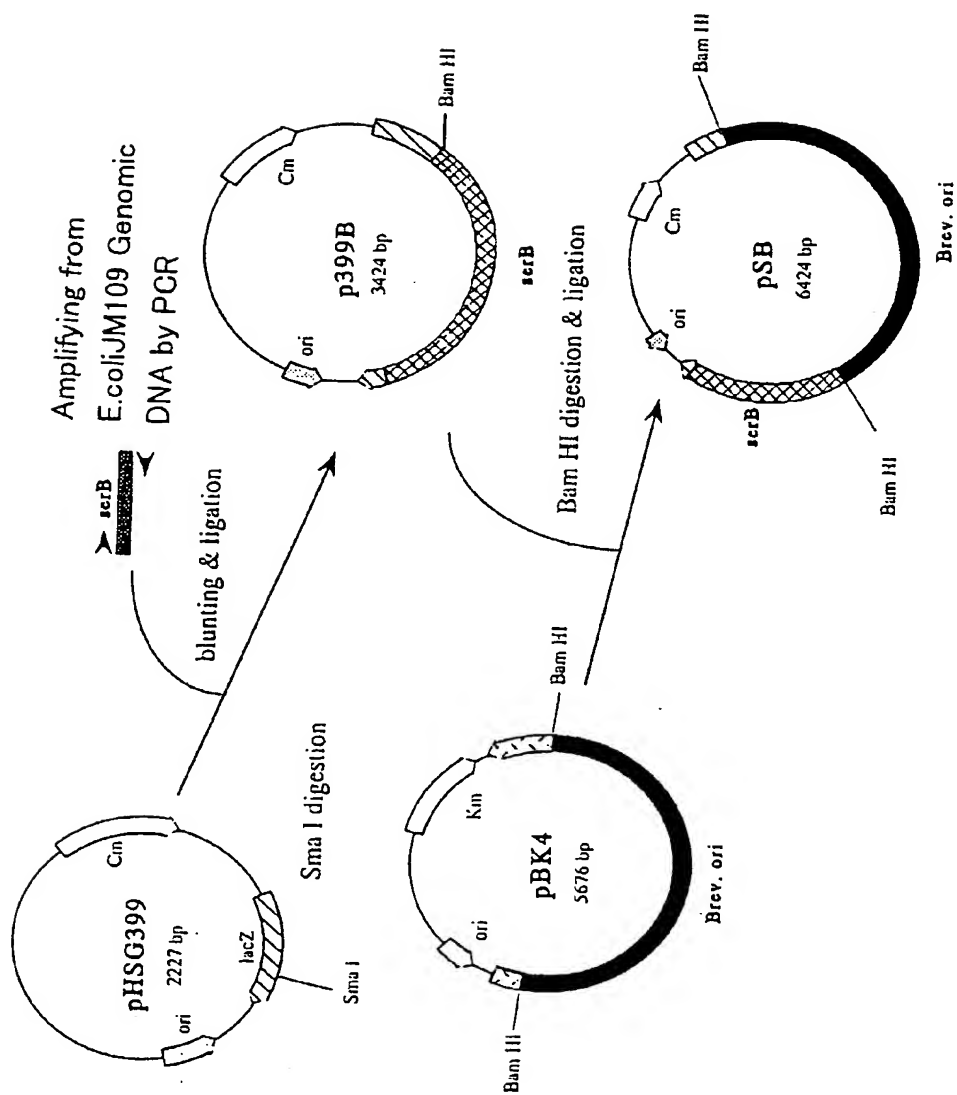 Amplifying from
E.coliJM109 Genomic
DNA by PCR
serB
pHSG399
2227 bp
Cm
lacZ
ori
Sma I
Sma I digestion
blunting & ligation
p399B
3424 bp
Cm
ori
Bam HI
serB
pBK4
5676 bp
Km
ori
Bam HI
Bam HI
Brev. ori
Bam HI digestion & ligation
pSB
6424 bp
Cm
ori
serB
Bam HI
Bam HI
Brev. ori